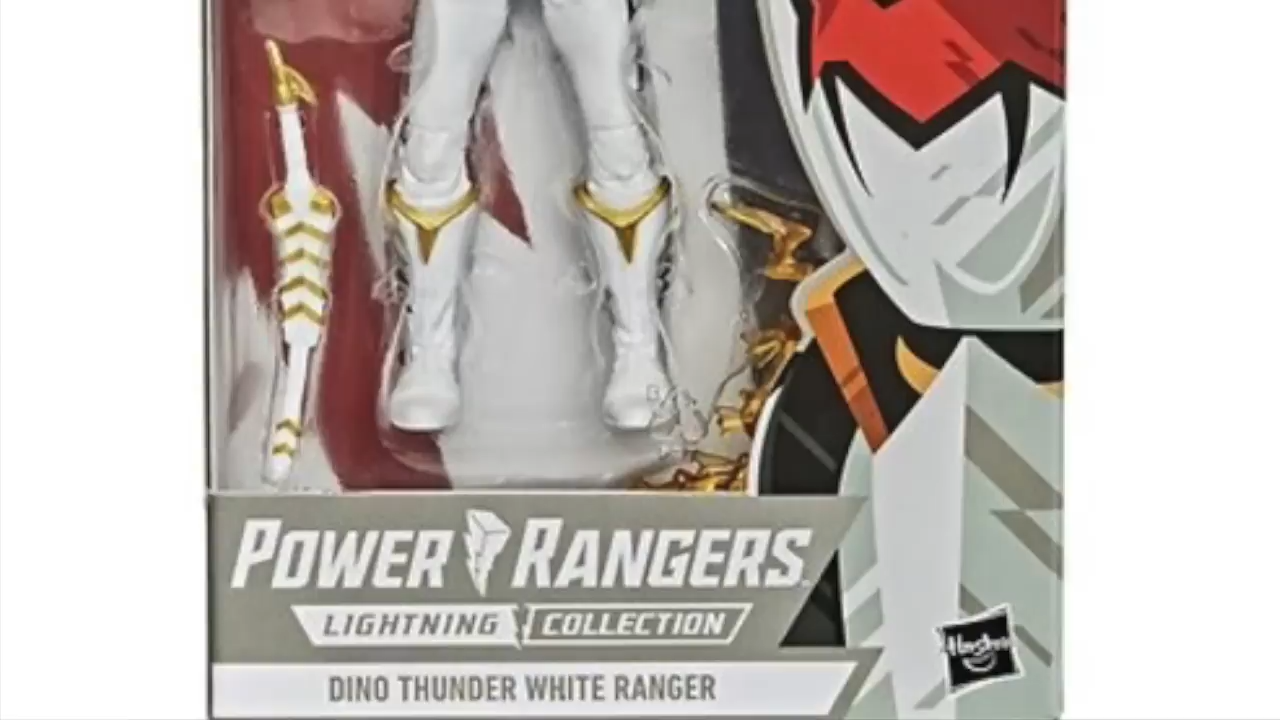 POWER RANGERS
LIGHTNING COLLECTION
DINO THUNDER WHITE RANGER
Hasbro